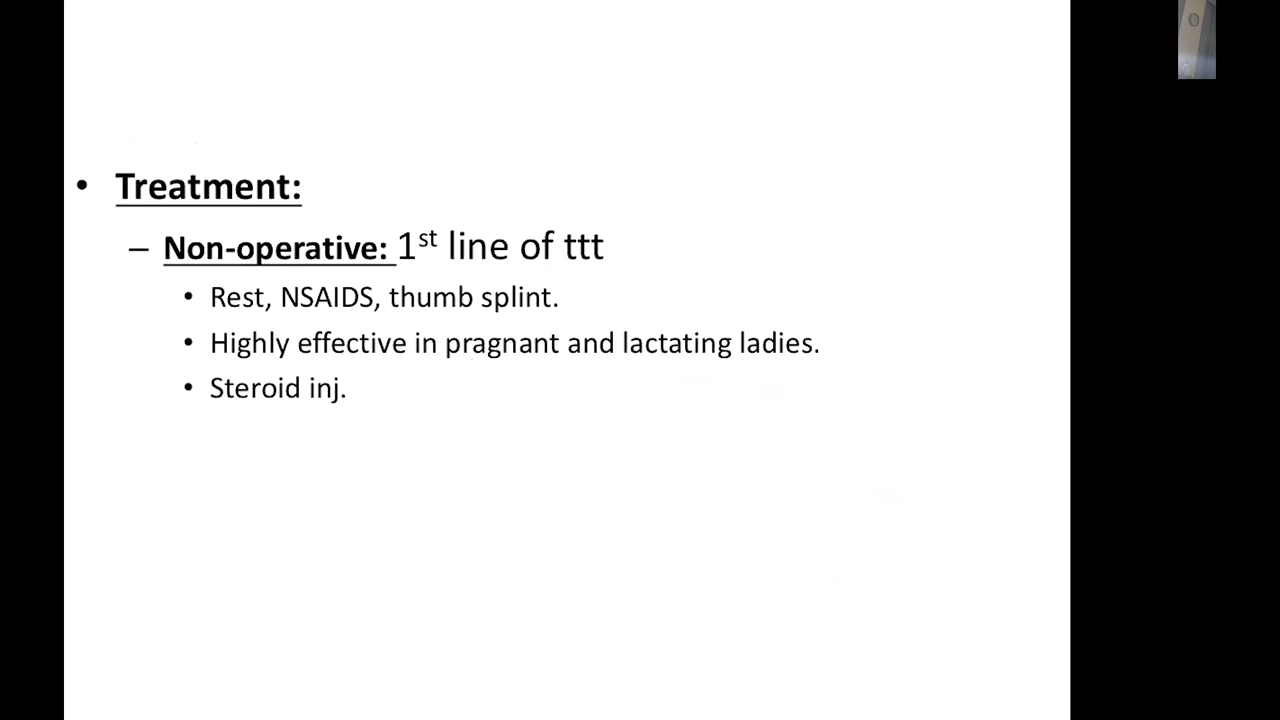 • Treatment:
– Non-operative: 1st line of ttt
• Rest, NSAIDS, thumb splint.
• Highly effective in pragnant and lactating ladies.
• Steroid inj.